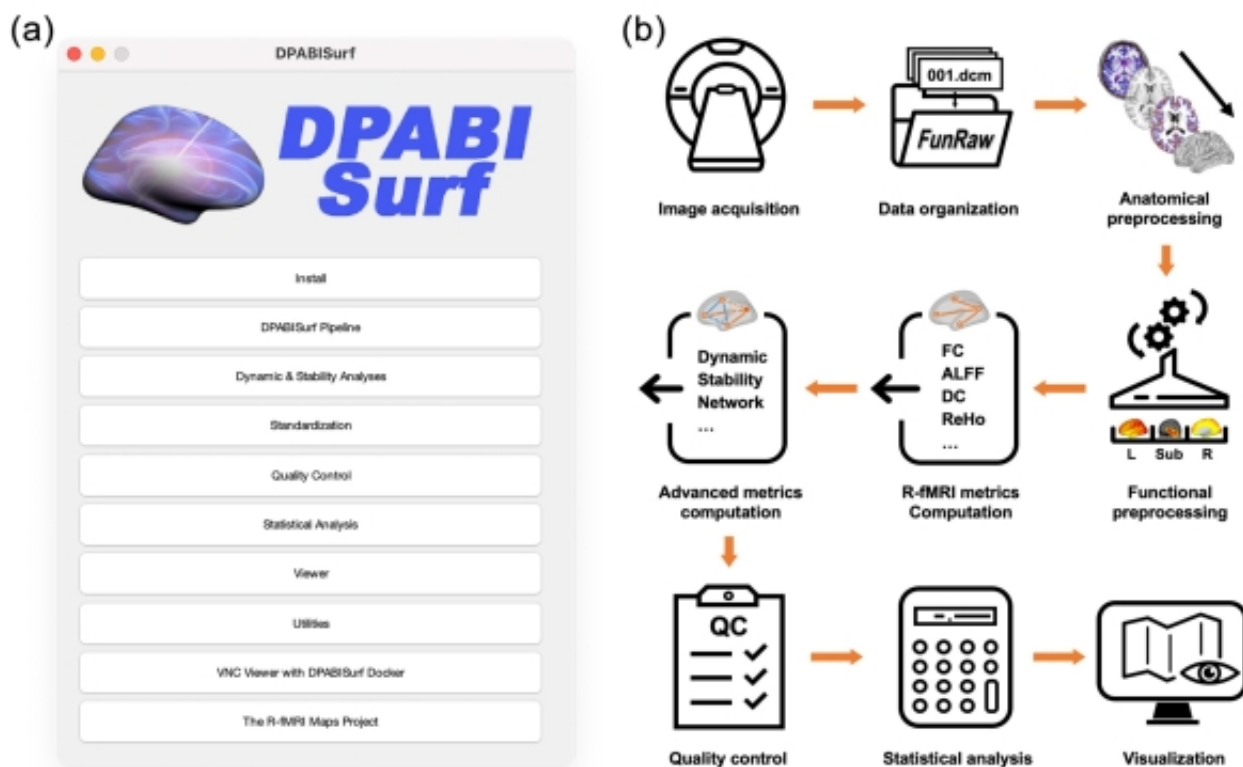 (a)
DPABISurf
DPABI
Surf
Install
DPABISurf Pipeline
Dynamic & Stability Analyses
Standardization
Quality Control
Statistical Analysis
Viewer
Utilities
VNC Viewer with DPABISurf Docker
The R-fMRI Maps Project
(b)
001.dcm
FunRaw
Image acquisition
Data organization
Anatomical
preprocessing
Dynamic
Stability
Network
...
Advanced metrics
computation
FC
ALFF
DC
ReHo
...
R-fMRI metrics
Computation
L Sub R
Functional
preprocessing
QC
Quality control
Statistical analysis
Visualization